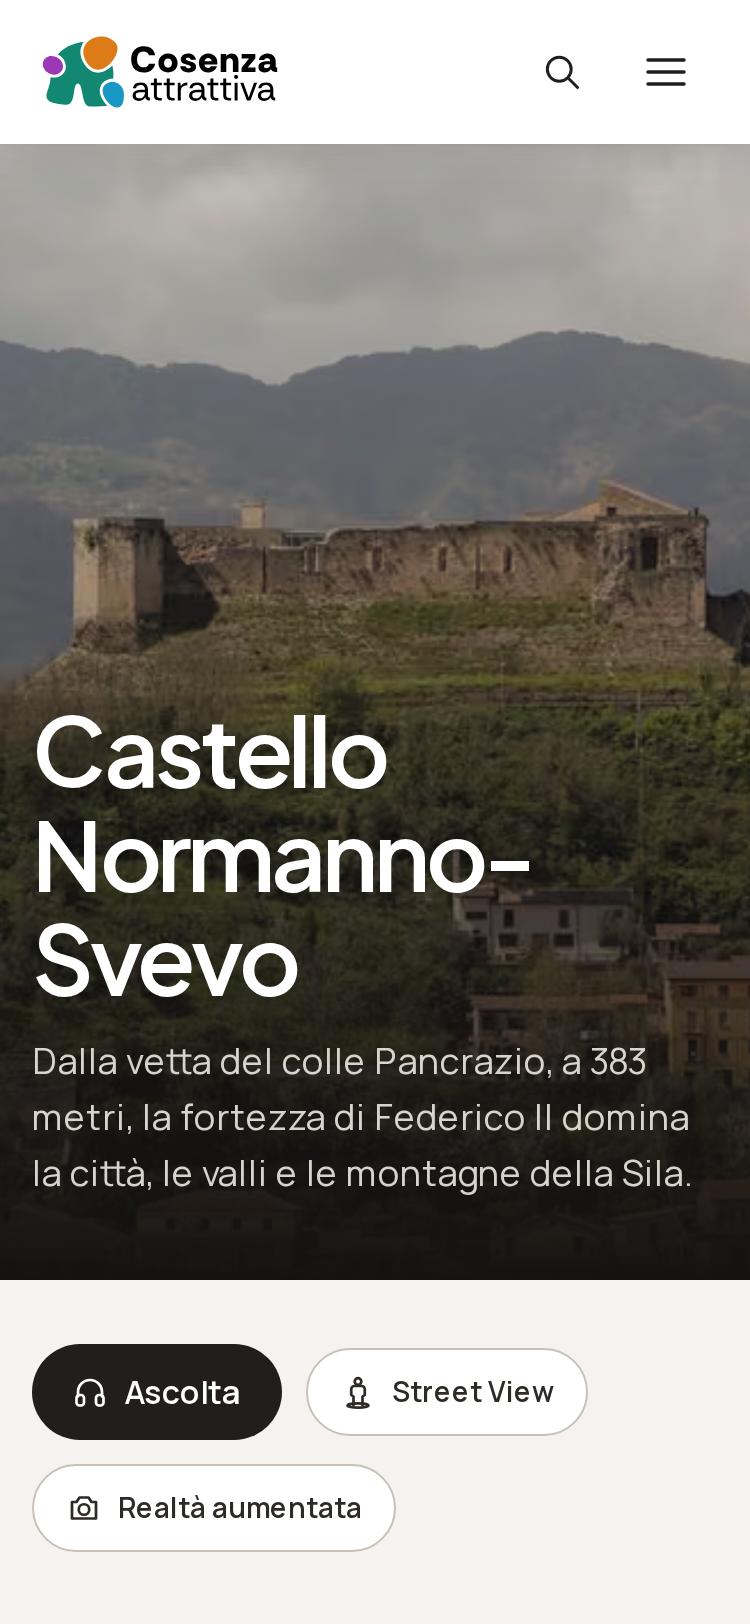 Cosenza
attrattiva
Castello
Normanno-
Svevo
Dalla vetta del colle Pancrazio, a 383
metri, la fortezza di Federico II domina
la città, le valli e le montagne della Sila.
Ascolta
Street View
Realtà aumentata